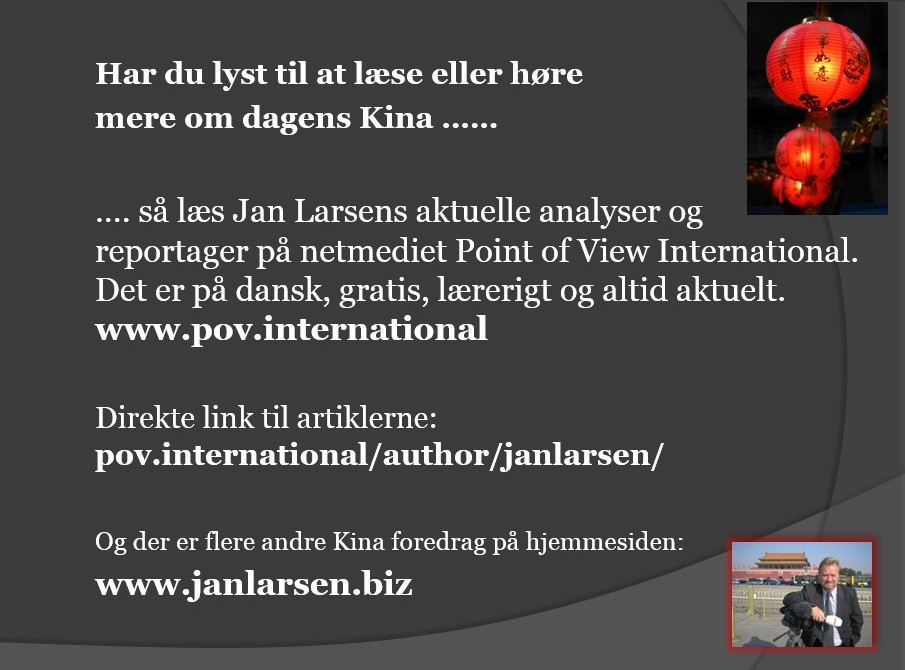 Har du lyst til at læse eller høre
mere om dagens Kina ……
…. så læs Jan Larsens aktuelle analyser og
reportager på netmediet Point of View International.
Det er på dansk, gratis, lærerigt og altid aktuelt.
www.pov.international
Direkte link til artiklerne:
pov.international/author/janlarsen/
Og der er flere andre Kina foredrag på hjemmesiden:
www.janlarsen.biz
事如意